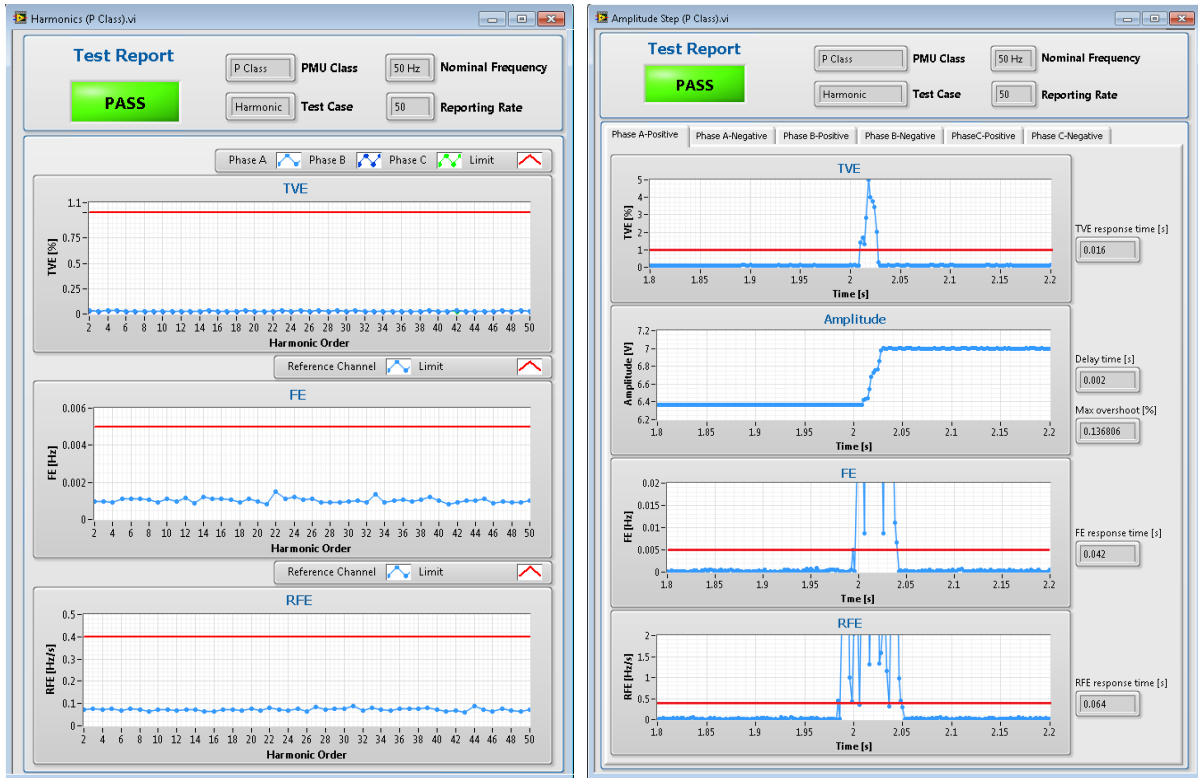 Harmonics (P Class).vi
Test Report
PASS
P Class PMU Class 50 Hz Nominal Frequency
Harmonic Test Case 50 Reporting Rate
Phase A Phase B Phase C Limit
TVE
TVE [%]
1.1
0.75
0.5
0.25
0
2 4 6 8 10 12 14 16 18 20 22 24 26 28 30 32 34 36 38 40 42 44 46 48 50
Harmonic Order
Reference Channel Limit
FE
FE [Hz]
0.006
0.004
0.002
0
2 4 6 8 10 12 14 16 18 20 22 24 26 28 30 32 34 36 38 40 42 44 46 48 50
Harmonic Order
Reference Channel Limit
RFE
RFE [Hz/s]
0.5
0.4
0.3
0.2
0.1
0
2 4 6 8 10 12 14 16 18 20 22 24 26 28 30 32 34 36 38 40 42 44 46 48 50
Harmonic Order
Amplitude Step (P Class).vi
Test Report
PASS
P Class PMU Class 50 Hz Nominal Frequency
Harmonic Test Case 50 Reporting Rate
Phase A-Positive Phase A-Negative Phase B-Positive Phase B-Negative PhaseC-Positive Phase C-Negative
TVE
TVE [%]
5
4
3
2
1
0
1.8 1.85 1.9 1.95 2 2.05 2.1 2.15 2.2
Time [s]
TVE response time [s]
0.016
Amplitude
Amplitude [V]
7.2
7
6.8
6.6
6.4
6.2
1.8 1.85 1.9 1.95 2 2.05 2.1 2.15 2.2
Time [s]
Delay time [s]
0.002
Max overshoot [%]
0.136806
FE
FE [Hz]
0.02
0.015
0.01
0.005
0
1.8 1.85 1.9 1.95 2 2.05 2.1 2.15 2.2
Tme [s]
FE response time [s]
0.042
RFE
RFE [Hz/s]
2
1.5
1
0.5
0
1.8 1.85 1.9 1.95 2 2.05 2.1 2.15 2.2
Time [s]
RFE response time [s]
0.064